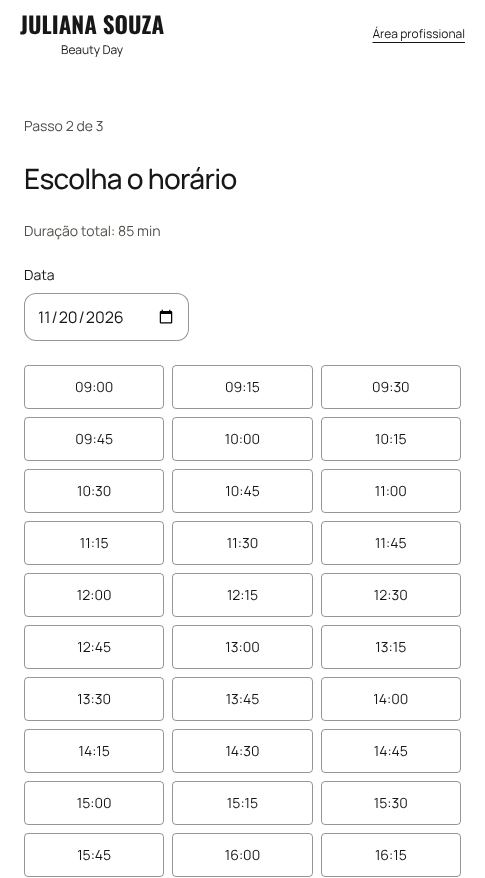 JULIANA SOUZA
Beauty Day
Área profissional
Passo 2 de 3
Escolha o horário
Duração total: 85 min
Data
11/20/2026
09:00 09:15 09:30
09:45 10:00 10:15
10:30 10:45 11:00
11:15 11:30 11:45
12:00 12:15 12:30
12:45 13:00 13:15
13:30 13:45 14:00
14:15 14:30 14:45
15:00 15:15 15:30
15:45 16:00 16:15